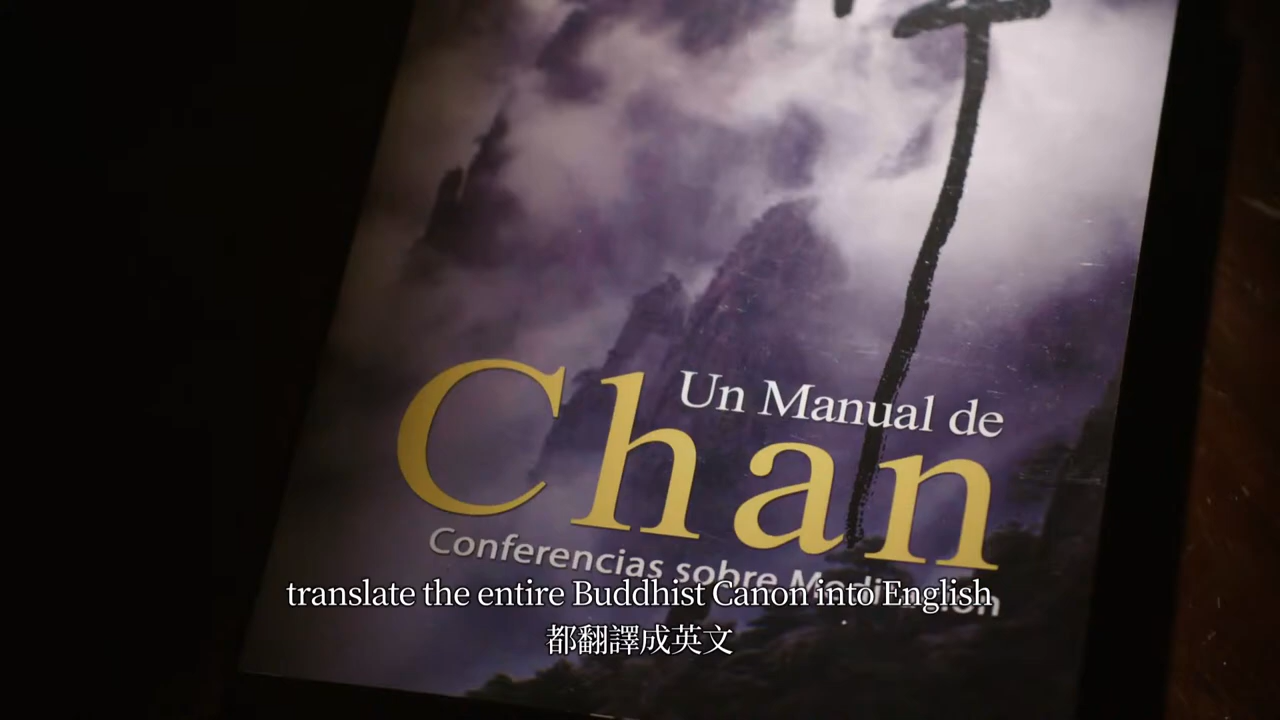 Un Manual de
Chan
Conferencias sobre Meditación
translate the entire Buddhist Canon into English
都翻譯成英文